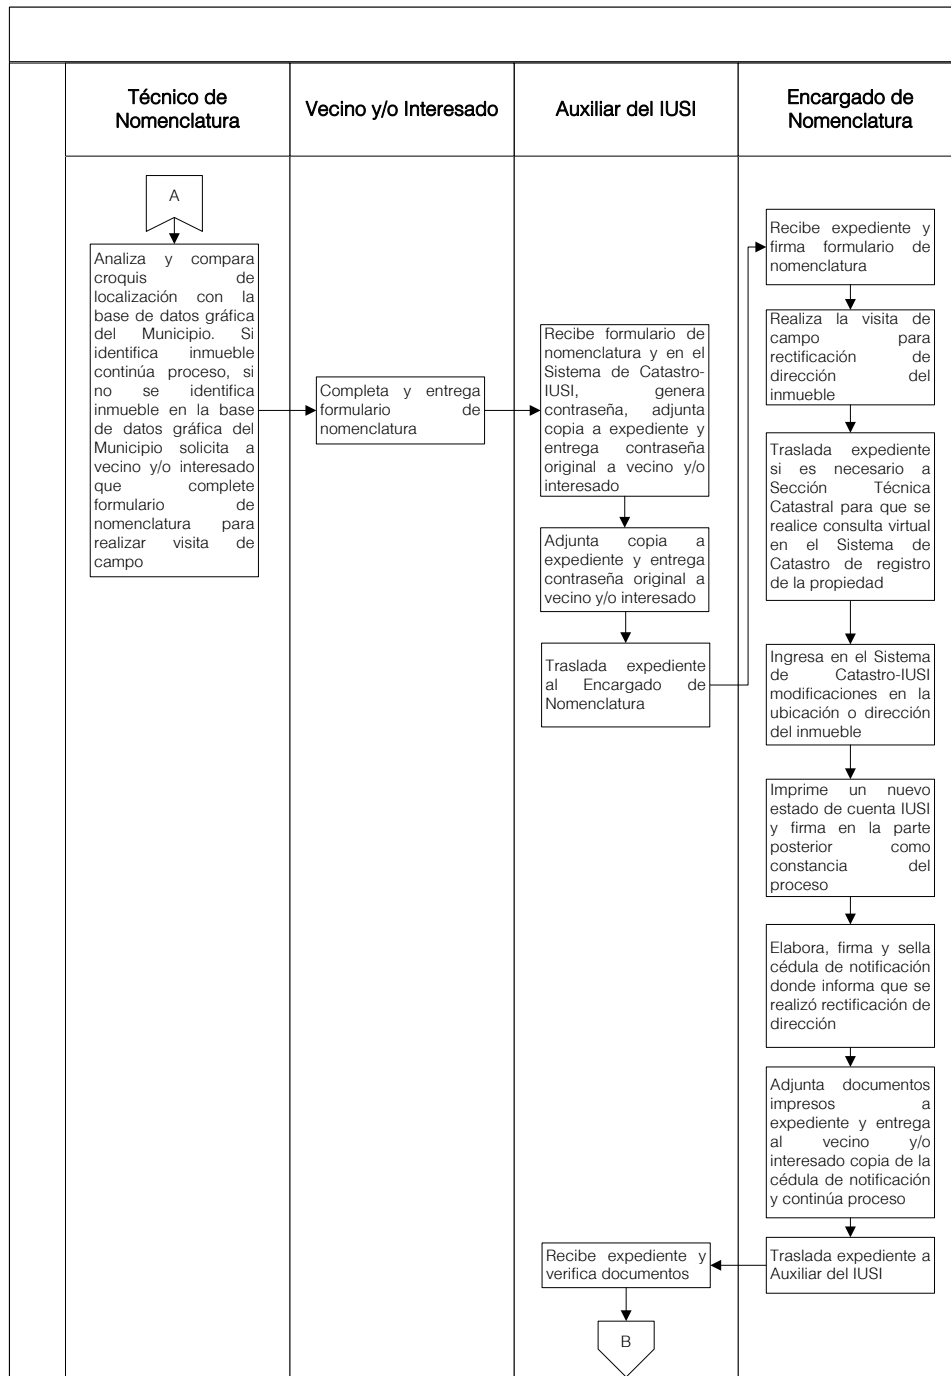 Técnico de
Nomenclatura
Vecino y/o Interesado
Auxiliar del IUSI
Encargado de
Nomenclatura
A
Analiza y compara
croquis de
localización con la
base de datos gráfica
del Municipio. Si
identifica inmueble
continúa proceso, si
no se identifica
inmueble en la base
de datos gráfica del
Municipio solicita a
vecino y/o interesado
que complete
formulario de
nomenclatura para
realizar visita de
campo
Completa y entrega
formulario de
nomenclatura
Recibe formulario de
nomenclatura y en el
Sistema de Catastro-
IUSI, genera
contraseña, adjunta
copia a expediente y
entrega contraseña
original a vecino y/o
interesado
Adjunta copia a
expediente y entrega
contraseña original a
vecino y/o interesado
Traslada expediente
al Encargado de
Nomenclatura
Recibe expediente y
firma formulario de
nomenclatura
Realiza la visita de
campo para
rectificación de
dirección del
inmueble
Traslada expediente
si es necesario a
Sección Técnica
Catastral para que se
realice consulta virtual
en el Sistema de
Catastro de registro
de la propiedad
Ingresa en el Sistema
de Catastro-IUSI
modificaciones en la
ubicación o dirección
del inmueble
Imprime un nuevo
estado de cuenta IUSI
y firma en la parte
posterior como
constancia del
proceso
Elabora, firma y sella
cédula de notificación
donde informa que se
realizó rectificación de
dirección
Adjunta documentos
impresos a
expediente y entrega
al vecino y/o
interesado copia de la
cédula de notificación
y continúa proceso
Traslada expediente a
Auxiliar del IUSI
Recibe expediente y
verifica documentos
B